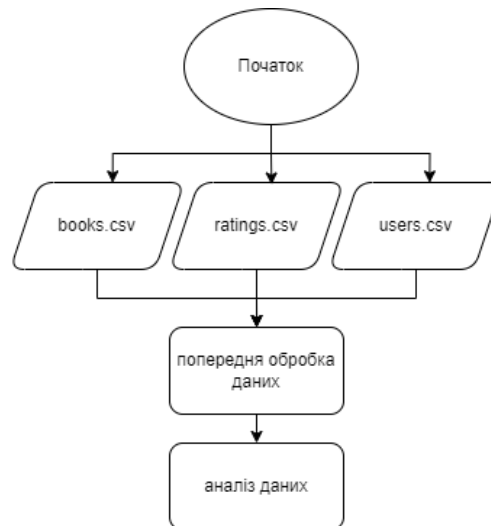 Початок
books.csv
ratings.csv
users.csv
попередня обробка
даних
аналіз даних